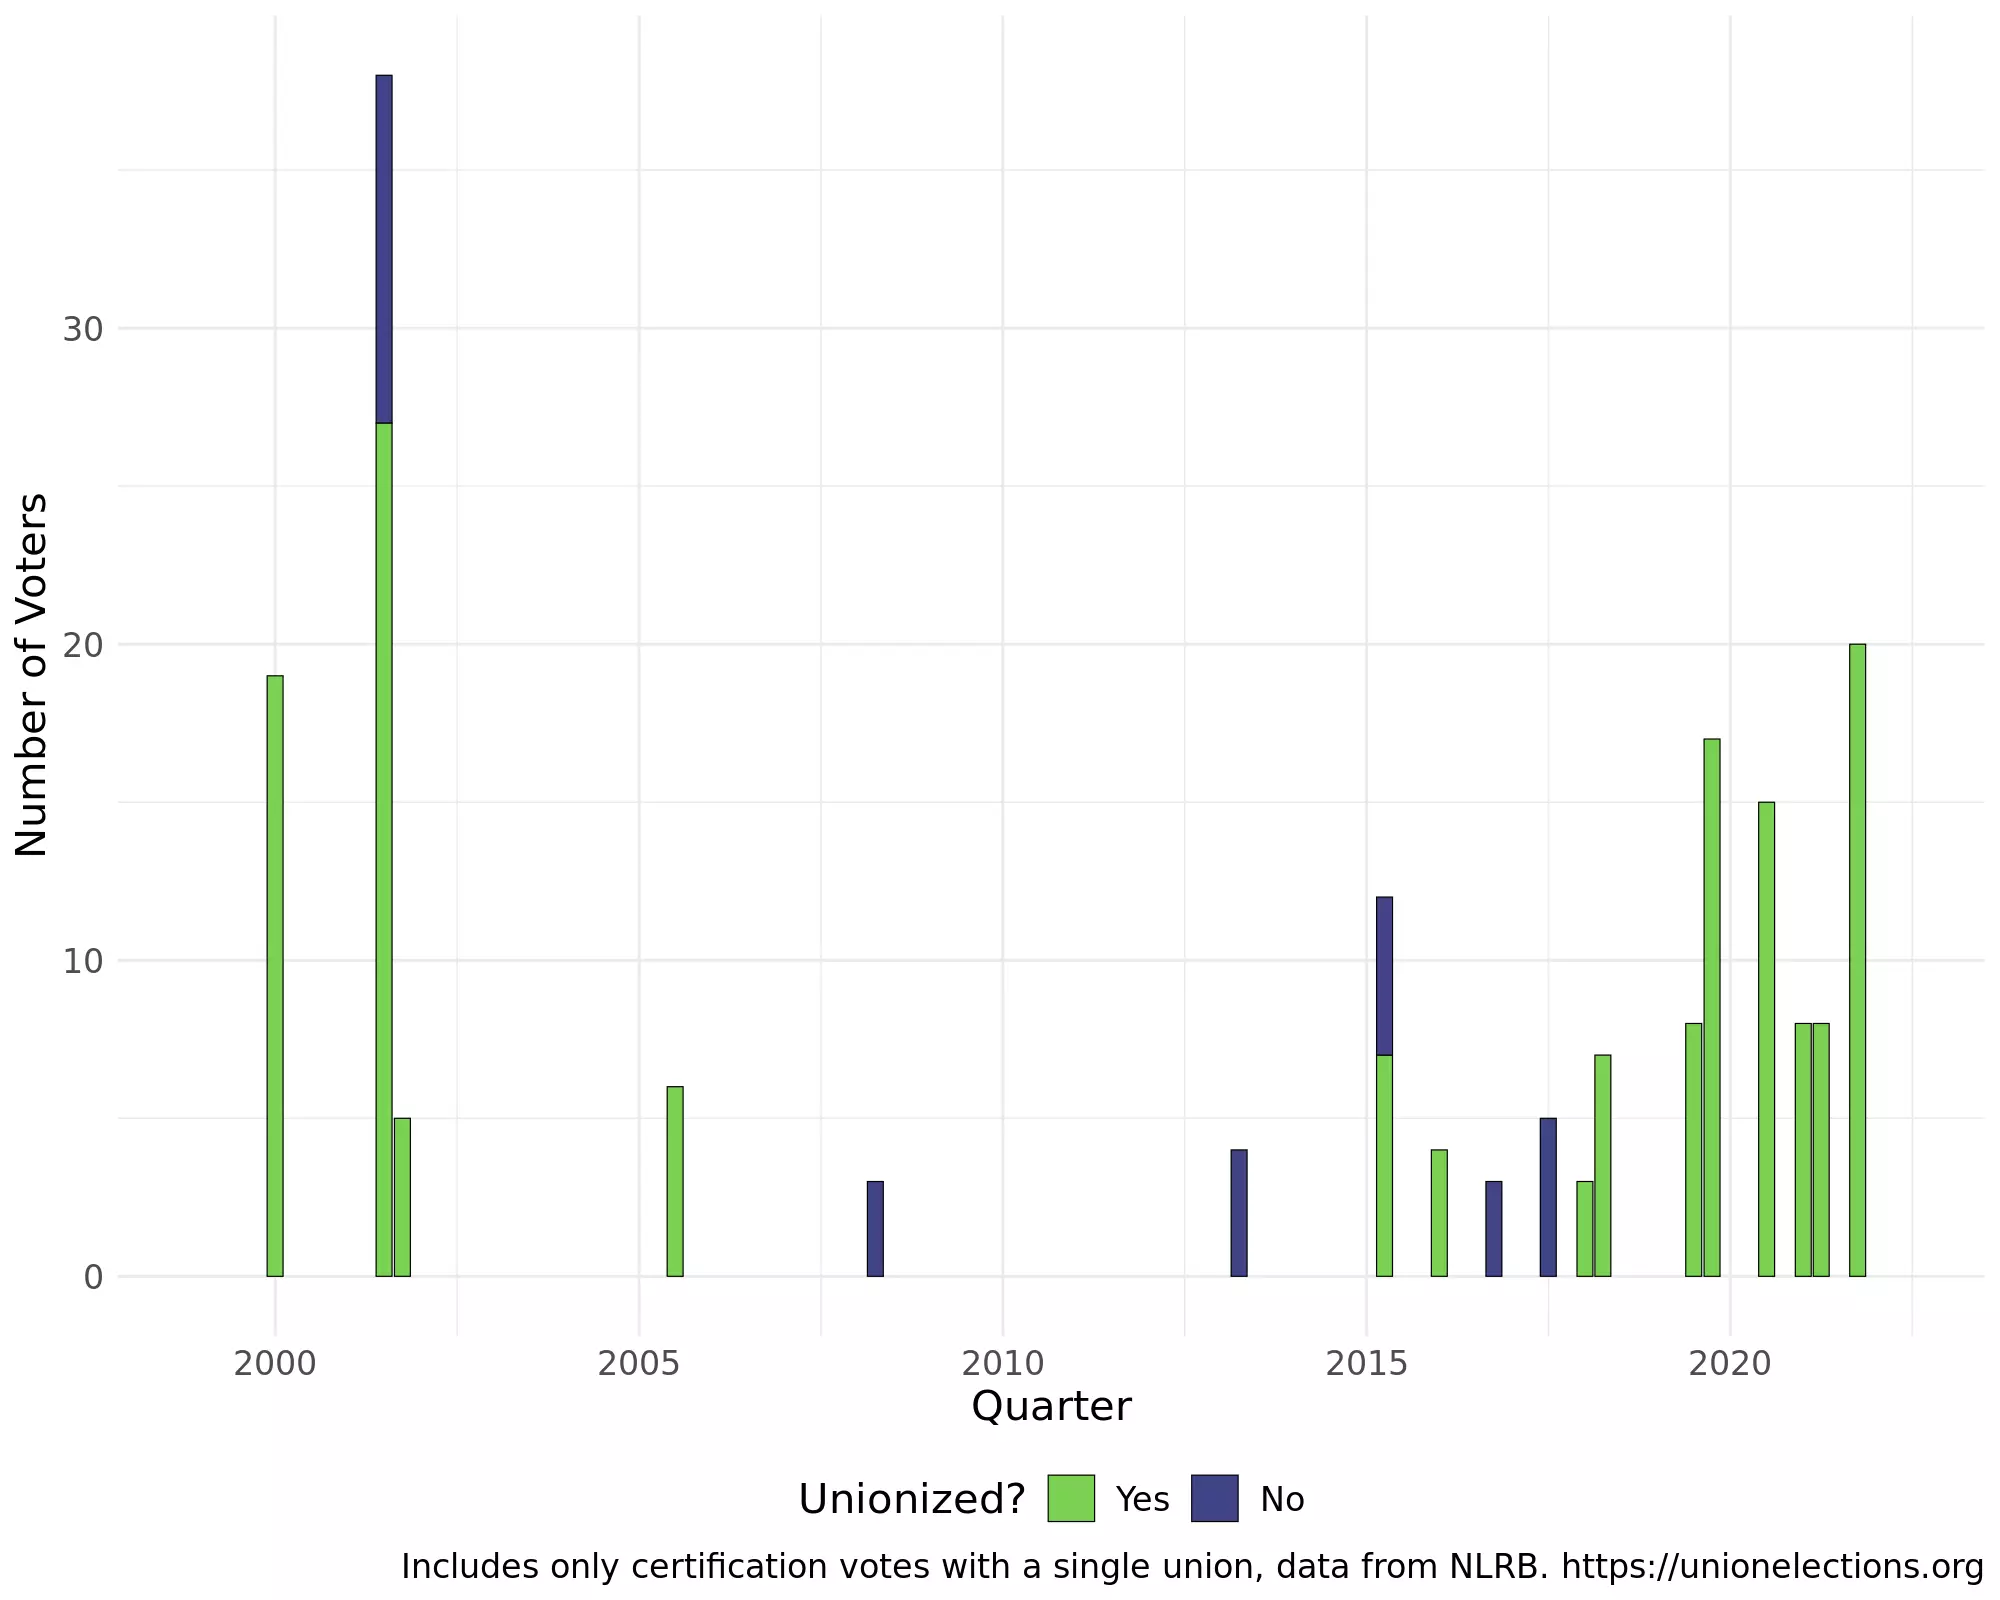 Number of Voters
30
20
10
0
2000 2005 2010 2015 2020
Quarter
Unionized? Yes No
Includes only certification votes with a single union, data from NLRB. https://unionelections.org